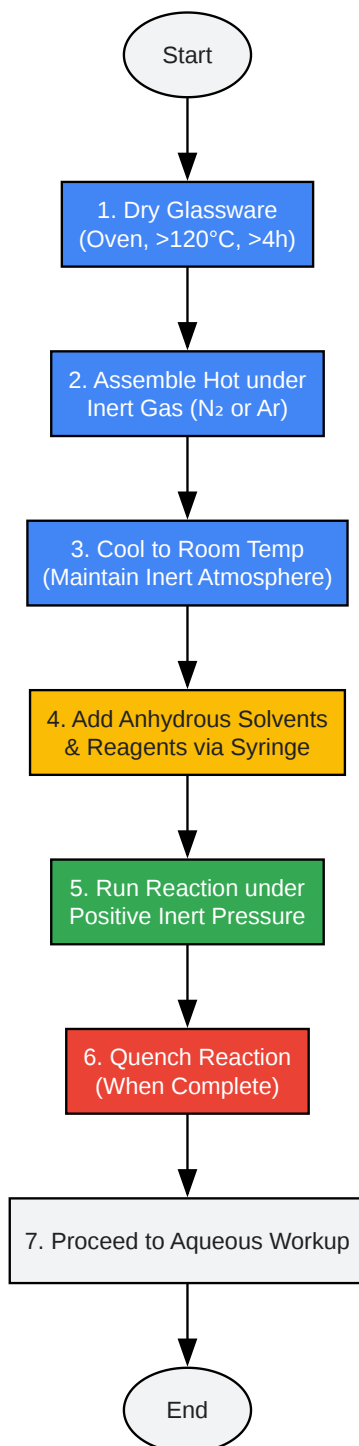 Start
1. Dry Glassware
(Oven, >120°C, >4h)
2. Assemble Hot under
Inert Gas (N₂ or Ar)
3. Cool to Room Temp
(Maintain Inert Atmosphere)
4. Add Anhydrous Solvents
& Reagents via Syringe
5. Run Reaction under
Positive Inert Pressure
6. Quench Reaction
(When Complete)
7. Proceed to Aqueous Workup
End